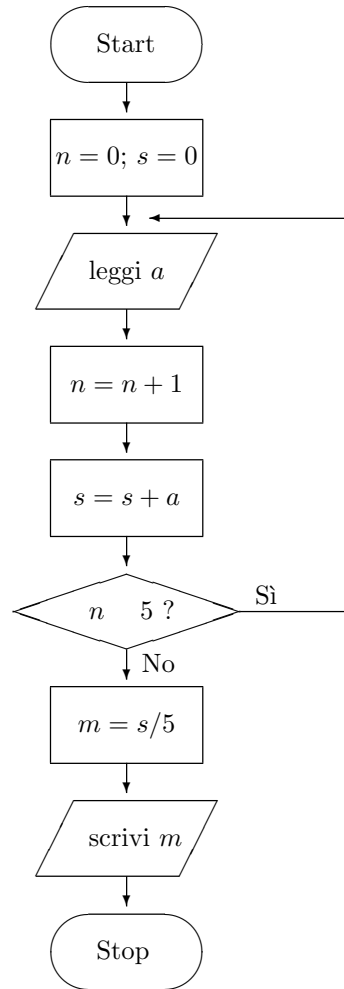 Start
n = 0; s = 0
leggi a
n = n + 1
s = s + a
n 5 ?
Sì
No
m = s/5
scrivi m
Stop